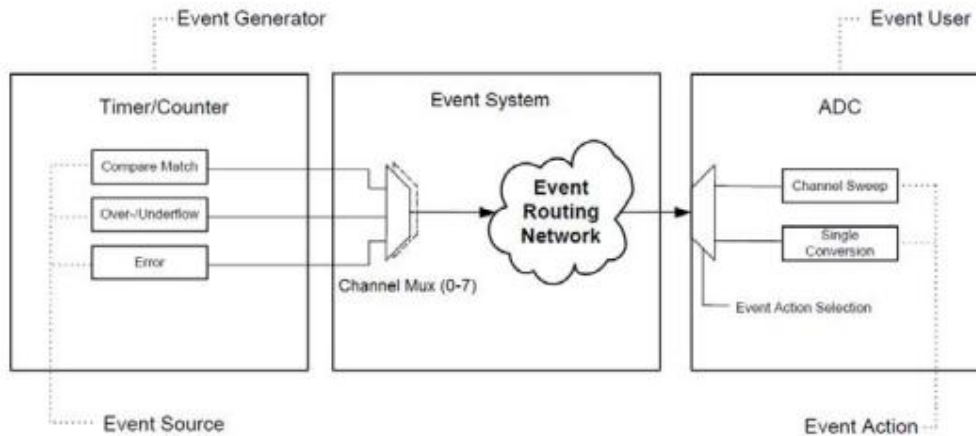 Event Generator
Event User
Timer/Counter
Event System
ADC
Compare Match
Over-/Underflow
Error
Channel Mux (0-7)
Event
Routing
Network
Channel Sweep
Single
Conversion
Event Action Selection
Event Source
Event Action